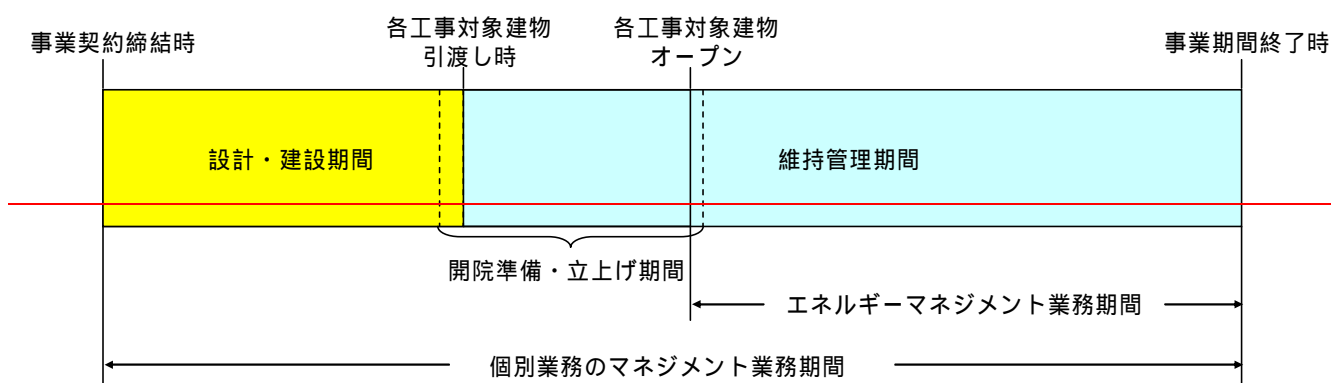 事業契約締結時
各工事対象建物
引渡し時
各工事対象建物
オープン
事業期間終了時
設計・建設期間
維持管理期間
開院準備・立上げ期間
エネルギーマネジメント業務期間
個別業務のマネジメント業務期間